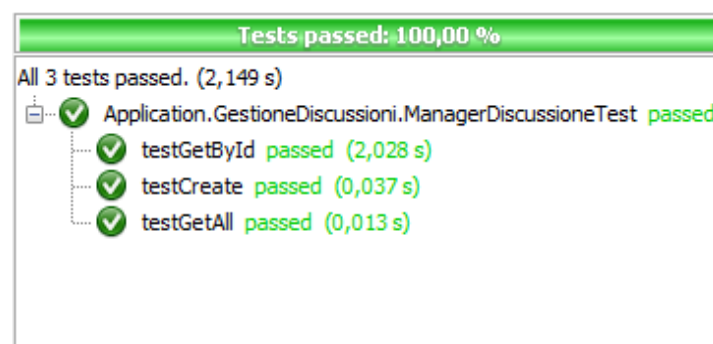 Tests passed: 100,00 %
All 3 tests passed. (2,149 s)
Application.GestioneDiscussioni.ManagerDiscussioneTest passed
testGetById passed (2,028 s)
testCreate passed (0,037 s)
testGetAll passed (0,013 s)